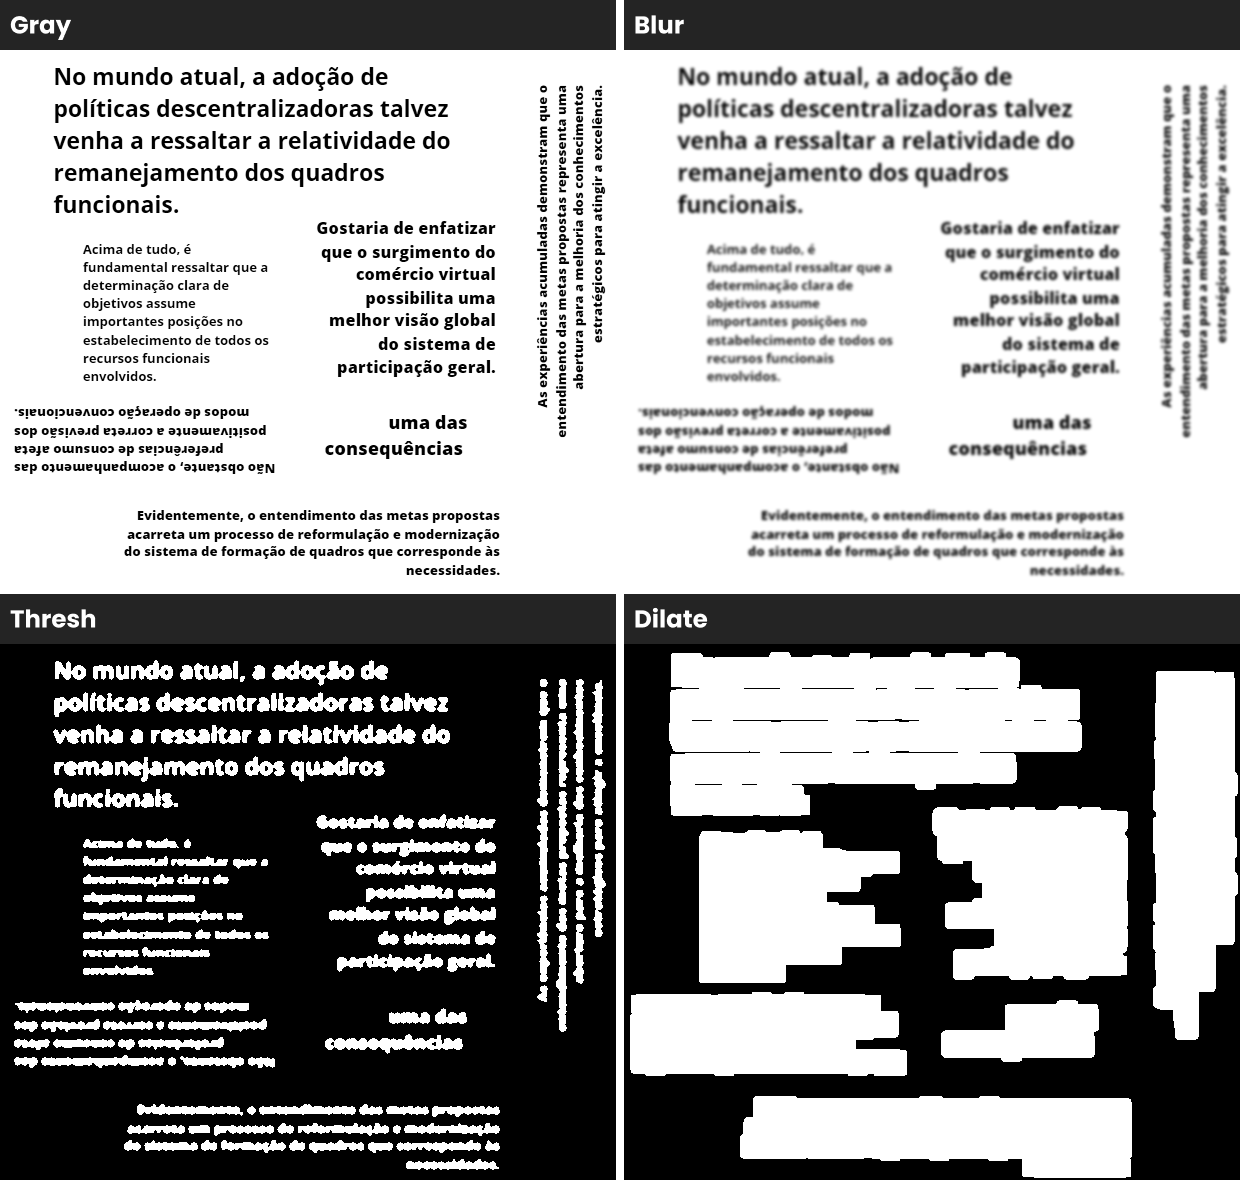 Gray
No mundo atual, a adoção de
políticas descentralizadoras talvez
venha a ressaltar a relatividade do
remanejamento dos quadros
funcionais.
Gostaria de enfatizar
que o surgimento do
comércio virtual
possibilita uma
melhor visão global
do sistema de
participação geral.
Acima de tudo, é
fundamental ressaltar que a
determinação clara de
objetivos assume
importantes posições no
estabelecimento de todos os
recursos funcionais
envolvidos.
As experiências acumuladas demonstram que o
entendimento das metas propostas representa uma
abertura para a melhoria dos conhecimentos
estratégicos para atingir a excelência.
Não obstante, o acompanhamento das
preferências de consumo afeta
positivamente a correta previsão dos
modos de operação convencionais.
uma das
consequências
Evidentemente, o entendimento das metas propostas
acarreta um processo de reformulação e modernização
do sistema de formação de quadros que corresponde às
necessidades.
Blur
No mundo atual, a adoção de
políticas descentralizadoras talvez
venha a ressaltar a relatividade do
remanejamento dos quadros
funcionais.
Gostaria de enfatizar
que o surgimento do
comércio virtual
possibilita uma
melhor visão global
do sistema de
participação geral.
Acima de tudo, é
fundamental ressaltar que a
determinação clara de
objetivos assume
importantes posições no
estabelecimento de todos os
recursos funcionais
envolvidos.
As experiências acumuladas demonstram que o
entendimento das metas propostas representa uma
abertura para a melhoria dos conhecimentos
estratégicos para atingir a excelência.
Não obstante, o acompanhamento das
preferências de consumo afeta
positivamente a correta previsão dos
modos de operação convencionais.
uma das
consequências
Evidentemente, o entendimento das metas propostas
acarreta um processo de reformulação e modernização
do sistema de formação de quadros que corresponde às
necessidades.
Thresh
No mundo atual, a adoção de
políticas descentralizadoras talvez
venha a ressaltar a relatividade do
remanejamento dos quadros
funcionais.
Gostaria de enfatizar
que o surgimento do
comércio virtual
possibilita uma
melhor visão global
do sistema de
participação geral.
Acima de tudo, é
fundamental ressaltar que a
determinação clara de
objetivos assume
importantes posições no
estabelecimento de todos os
recursos funcionais
envolvidos.
uma das
consequências
Evidentemente, o entendimento das metas propostas
acarreta um processo de reformulação e modernização
do sistema de formação de quadros que corresponde às
necessidades.
Dilate